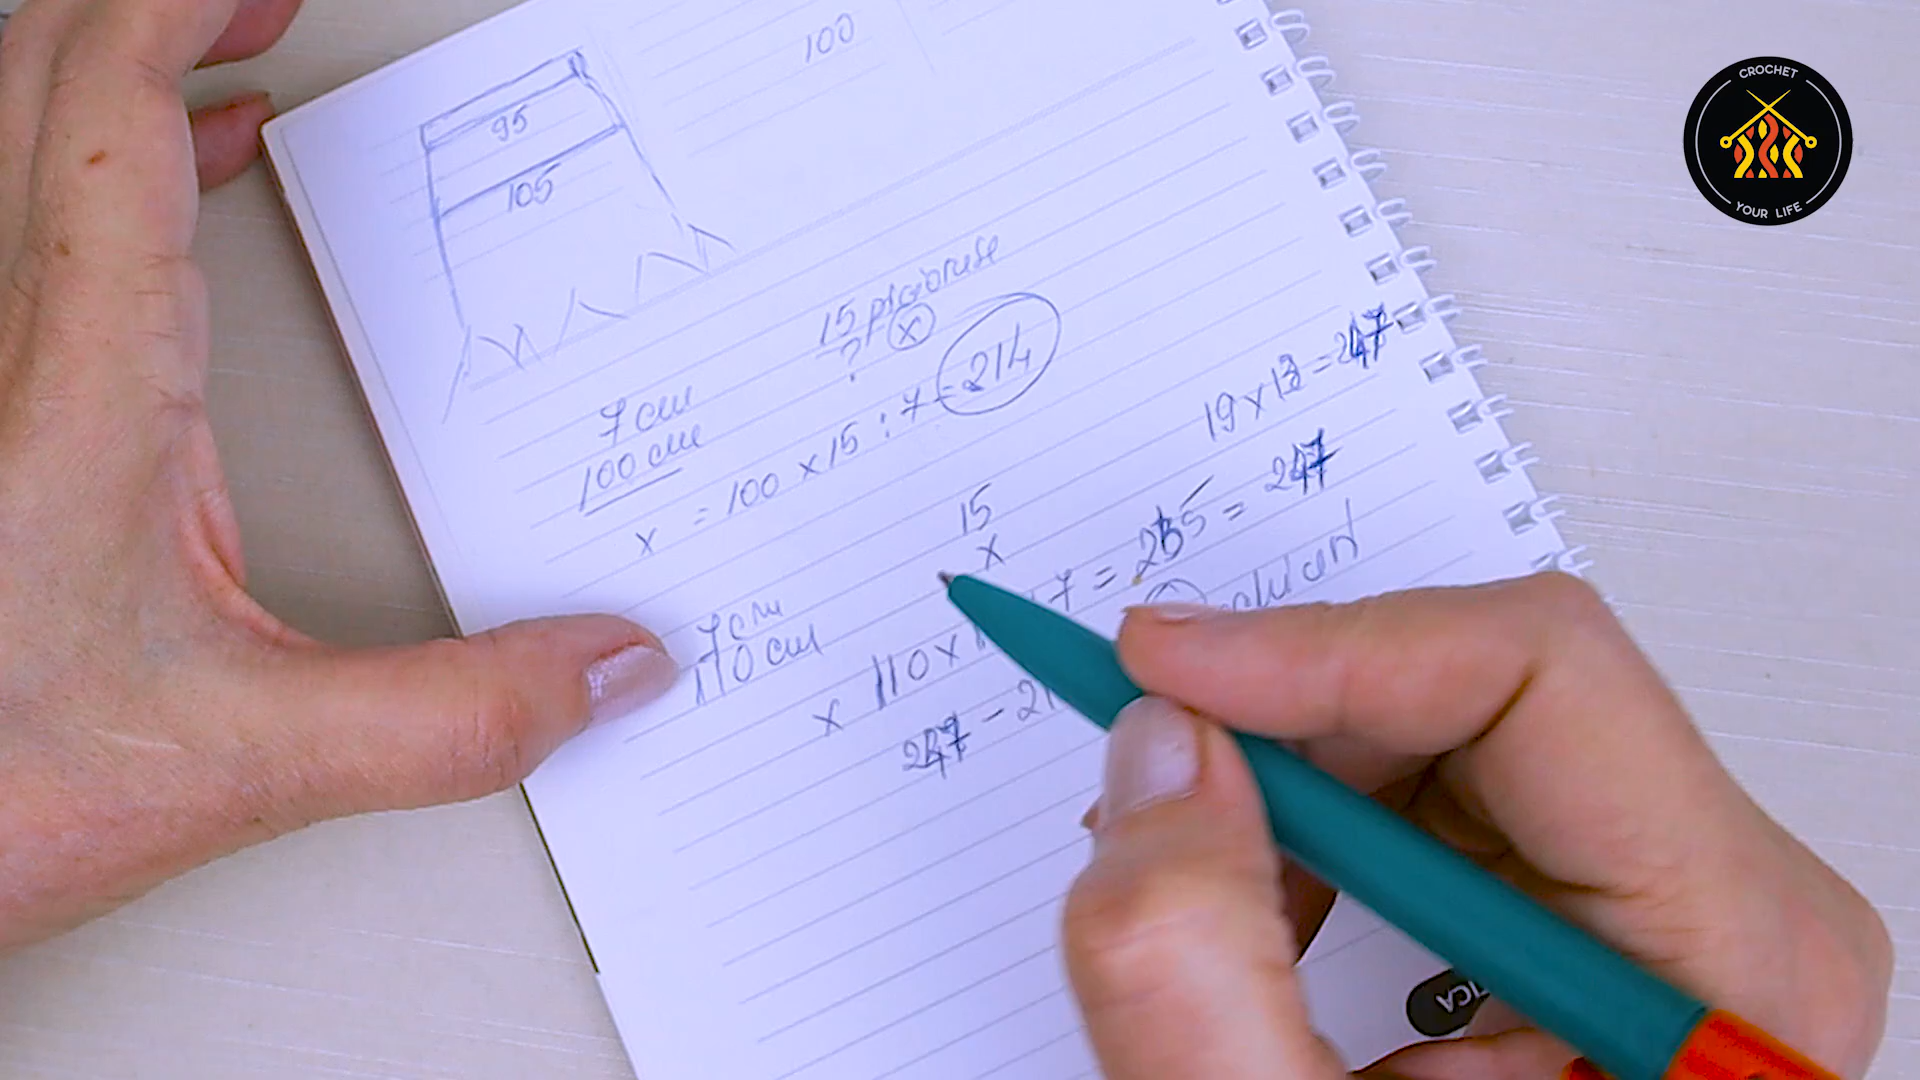 100
95
105
15 picioruse
? x
7 cm
100 cm
x = 100 x 15 : 7 = 214
19 x 13 = 247
15
x
7 cm
110 cm
x 110 x 7 = 235 = 247
247 - 21
CROCHET
YOUR LIFE